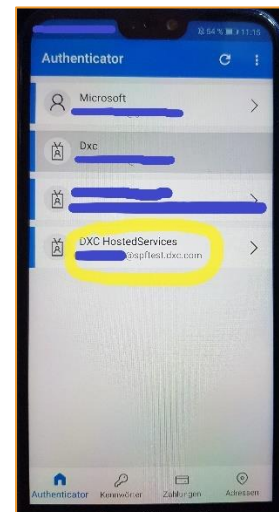 54 % 11:15
Authenticator
Microsoft
Dxc
DXC HostedServices
@spftest.dxc.com
Authenticator Kennwörter Zahlungen Adressen